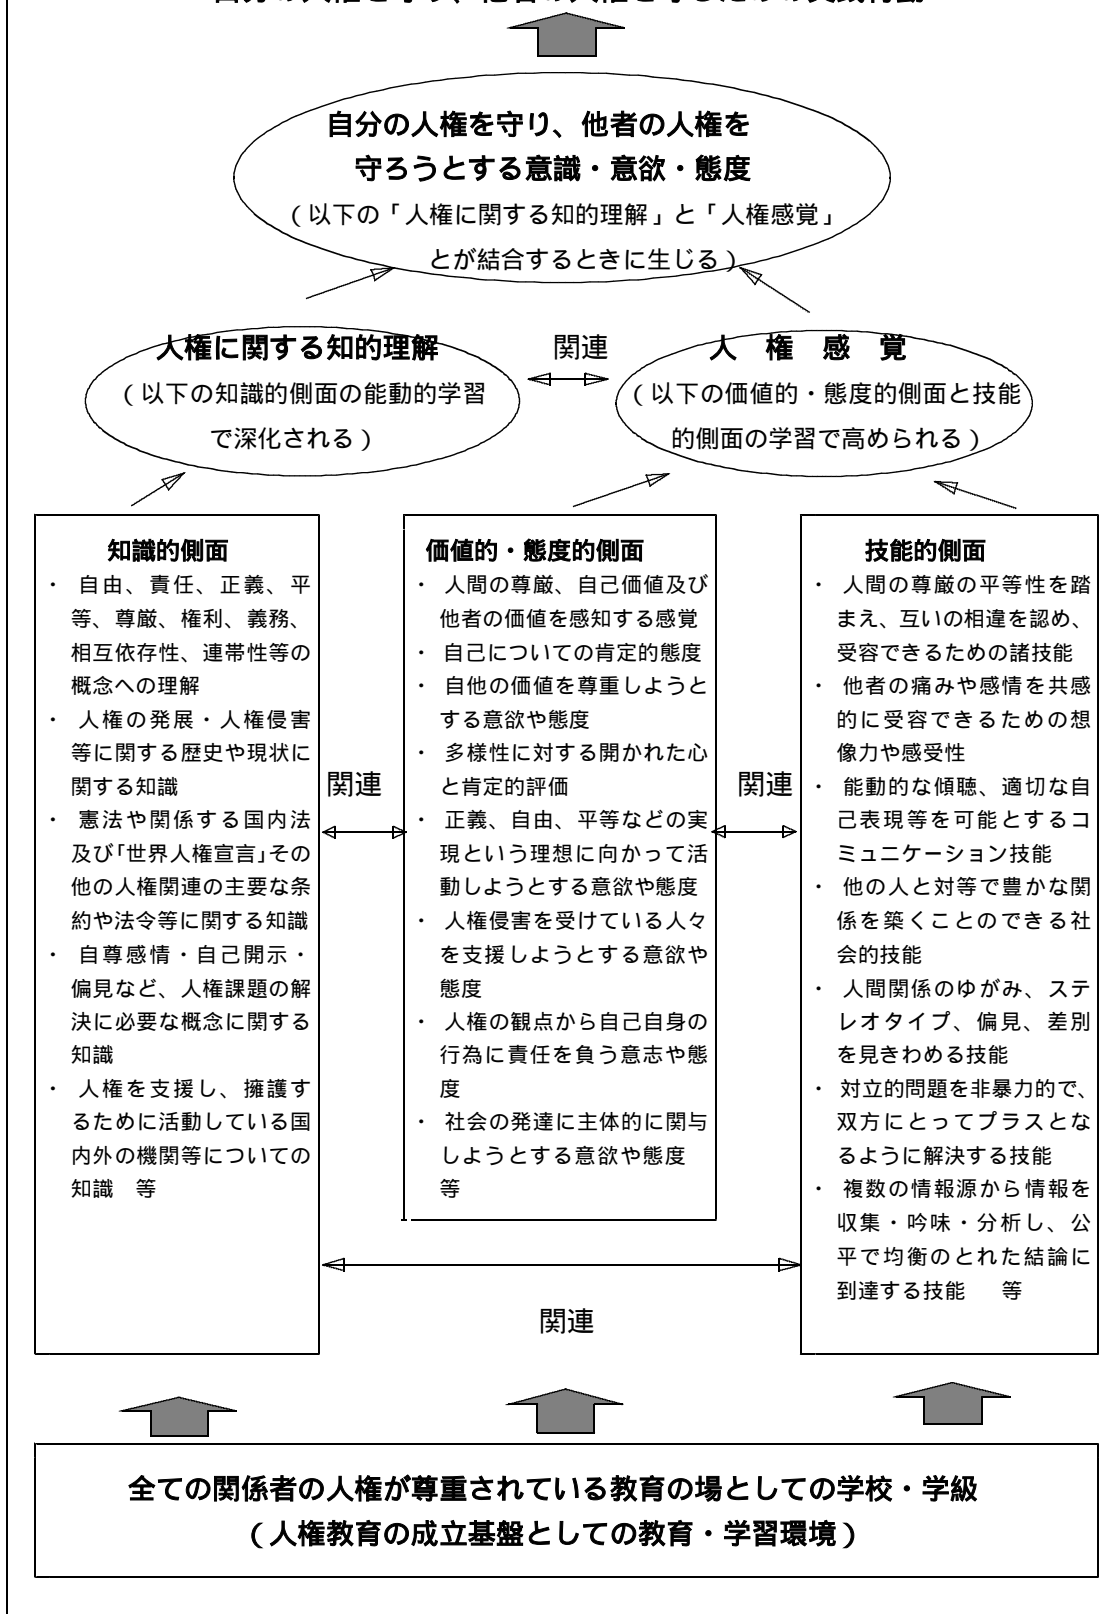 自分の人権を守り、他者の人権を
守ろうとする意識・意欲・態度
（以下の「人権に関する知的理解」と「人権感覚」
とが結合するときに生じる）
人権に関する知的理解
（以下の知識的側面の能動的学習
で深化される）
関連
人　権　感　覚
（以下の価値的・態度的側面と技能
的側面の学習で高められる）
知識的側面
・ 自由、責任、正義、平
等、尊厳、権利、義務、
相互依存性、連帯性等の
概念への理解
・ 人権の発展・人権侵害
等に関する歴史や現状に
関する知識
・ 憲法や関係する国内法
及び「世界人権宣言」その
他の人権関連の主要な条
約や法令等に関する知識
・ 自尊感情・自己開示・
偏見など、人権課題の解
決に必要な概念に関する
知識
・ 人権を支援し、擁護す
るために活動している国
内外の機関等についての
知識　等
関連
価値的・態度的側面
・ 人間の尊厳、自己価値及び
他者の価値を感知する感覚
・ 自己についての肯定的態度
・ 自他の価値を尊重しようと
する意欲や態度
・ 多様性に対する開かれた心
と肯定的評価
・ 正義、自由、平等などの実
現という理想に向かって活
動しようとする意欲や態度
・ 人権侵害を受けている人々
を支援しようとする意欲や
態度
・ 人権の観点から自己自身の
行為に責任を負う意志や態
度
・ 社会の発達に主体的に関与
しようとする意欲や態度
等
関連
技能的側面
・ 人間の尊厳の平等性を踏
まえ、互いの相違を認め、
受容できるための諸技能
・ 他者の痛みや感情を共感
的に受容できるための想
像力や感受性
・ 能動的な傾聴、適切な自
己表現等を可能とするコ
ミュニケーション技能
・ 他の人と対等で豊かな関
係を築くことのできる社
会的技能
・ 人間関係のゆがみ、ステ
レオタイプ、偏見、差別
を見きわめる技能
・ 対立的問題を非暴力的で、
双方にとってプラスとな
るように解決する技能
・ 複数の情報源から情報を
収集・吟味・分析し、公
平で均衡のとれた結論に
到達する技能　等
関連
全ての関係者の人権が尊重されている教育の場としての学校・学級
（人権教育の成立基盤としての教育・学習環境）